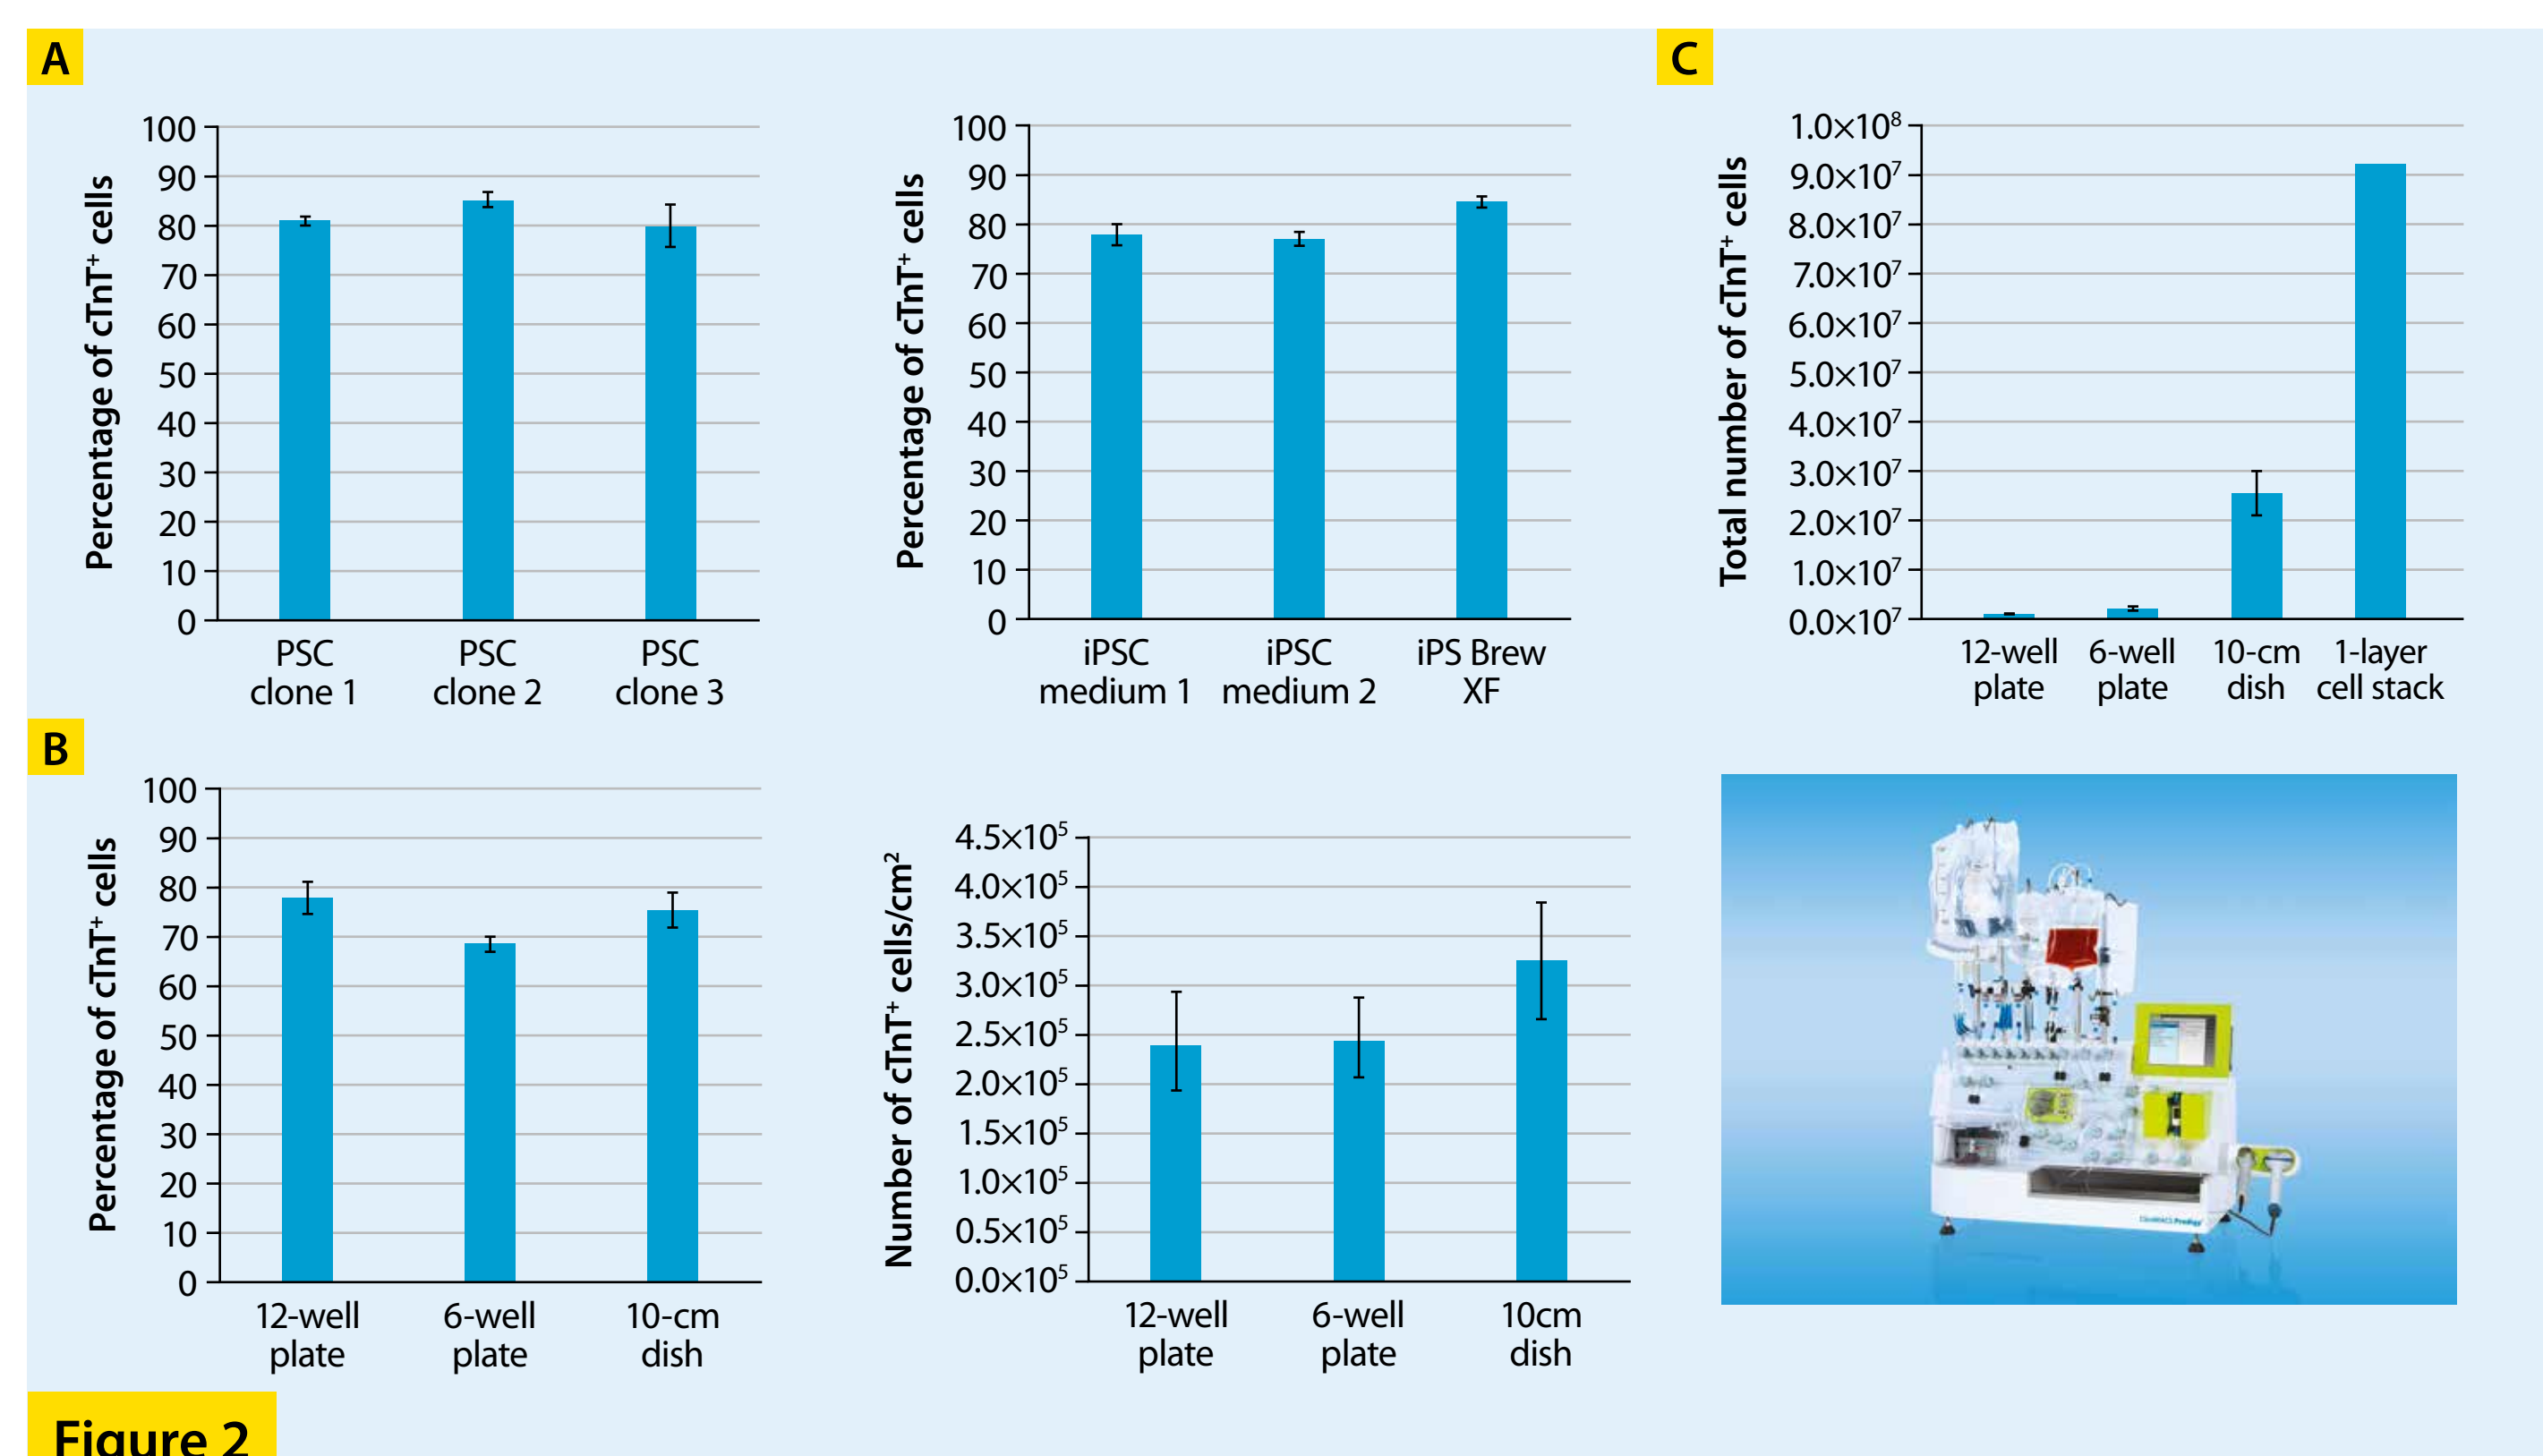 A
C
100
90
80
70
60
50
40
30
20
10
0
Percentage of cTnT⁺ cells
PSC
clone 1
PSC
clone 2
PSC
clone 3
100
90
80
70
60
50
40
30
20
10
0
Percentage of cTnT⁺ cells
iPSC
medium 1
iPSC
medium 2
iPS Brew
XF
1.0×10⁸
9.0×10⁷
8.0×10⁷
7.0×10⁷
6.0×10⁷
5.0×10⁷
4.0×10⁷
3.0×10⁷
2.0×10⁷
1.0×10⁷
0.0×10⁷
Total number of cTnT⁺ cells
12-well
plate
6-well
plate
10-cm
dish
1-layer
cell stack
B
100
90
80
70
60
50
40
30
20
10
0
Percentage of cTnT⁺ cells
12-well
plate
6-well
plate
10-cm
dish
4.5×10⁵
4.0×10⁵
3.5×10⁵
3.0×10⁵
2.5×10⁵
2.0×10⁵
1.5×10⁵
1.0×10⁵
0.5×10⁵
0.0×10⁵
Number of cTnT⁺ cells/cm²
12-well
plate
6-well
plate
10cm
dish
Prodigy
Figure 2